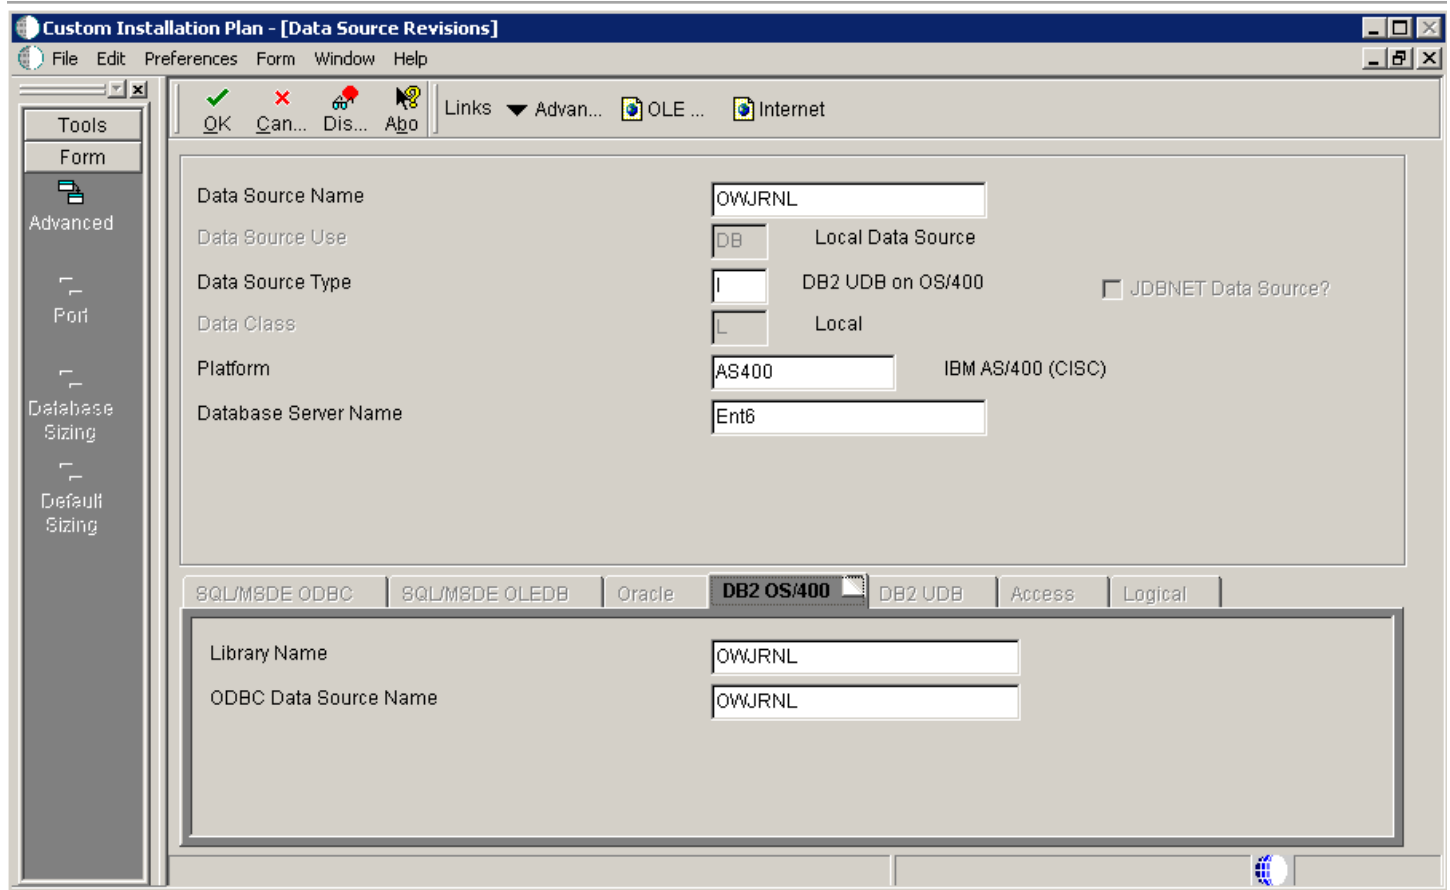 Custom Installation Plan - [Data Source Revisions]
File Edit Preferences Form Window Help
Tools
Form
Advanced
Port
Database
Sizing
Default
Sizing
OK Can... Dis... Abo Links Advan... OLE ... Internet
Data Source Name OWJRNL
Data Source Use DB Local Data Source
Data Source Type I DB2 UDB on OS/400 JDBNET Data Source?
Data Class L Local
Platform AS400 IBM AS/400 (CISC)
Database Server Name Ent6
SQL/MSDE ODBC SQL/MSDE OLEDB Oracle DB2 OS/400 DB2 UDB Access Logical
Library Name OWJRNL
ODBC Data Source Name OWJRNL